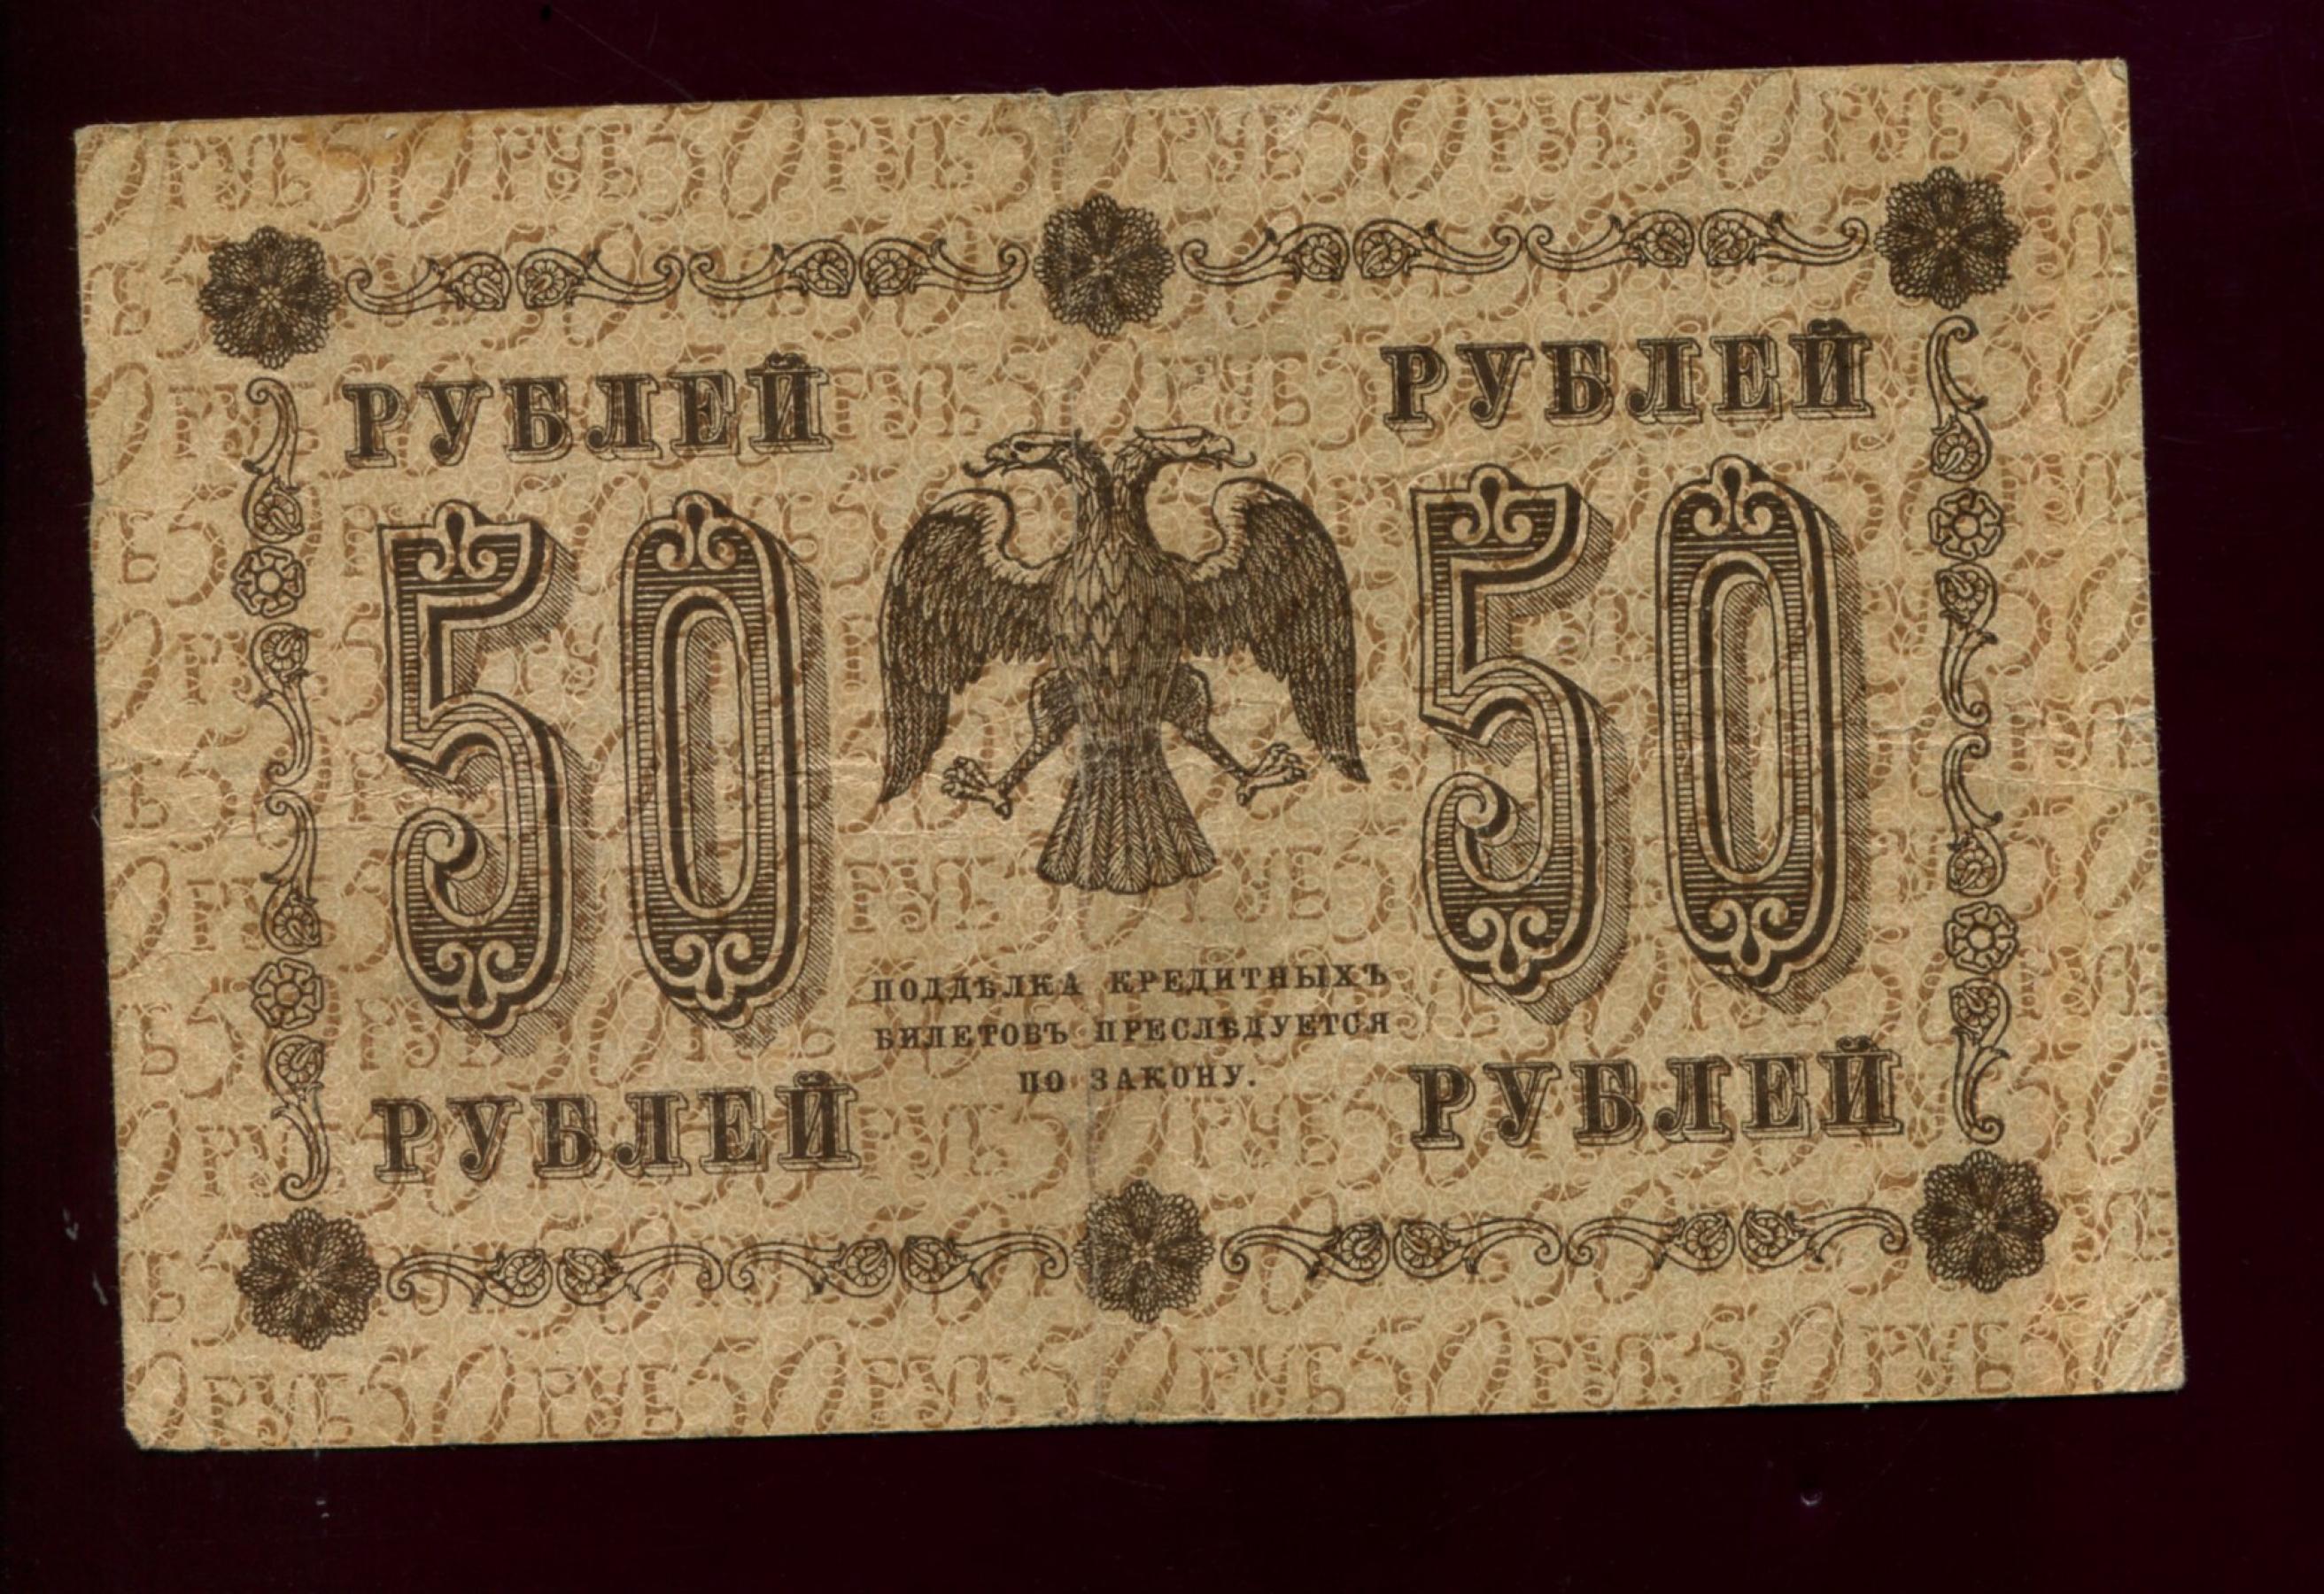 РУБЛЕЙ РУБЛЕЙ
50 50
ПОДДѢЛКА КРЕДИТНЫХЪ
БИЛЕТОВЪ ПРЕСЛѢДУЕТСЯ
ПО ЗАКОНУ.
РУБЛЕЙ РУБЛЕЙ